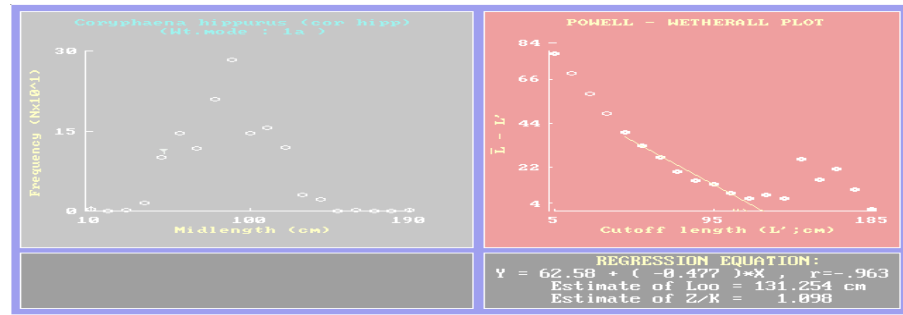 Coryphaena hippurus (cor hipp)
(Wt.mode : 1a )
30
15
0
10
100
190
Frequency (Nx10^1)
Midlength (cm)
POWELL - WETHERALL PLOT
84
66
44
22
4
5
95
185
L - L'
Cutoff length (L';cm)
REGRESSION EQUATION:
Y = 62.58 + ( -0.477 )*X , r=-.963
Estimate of Loo = 131.254 cm
Estimate of Z/K = 1.098